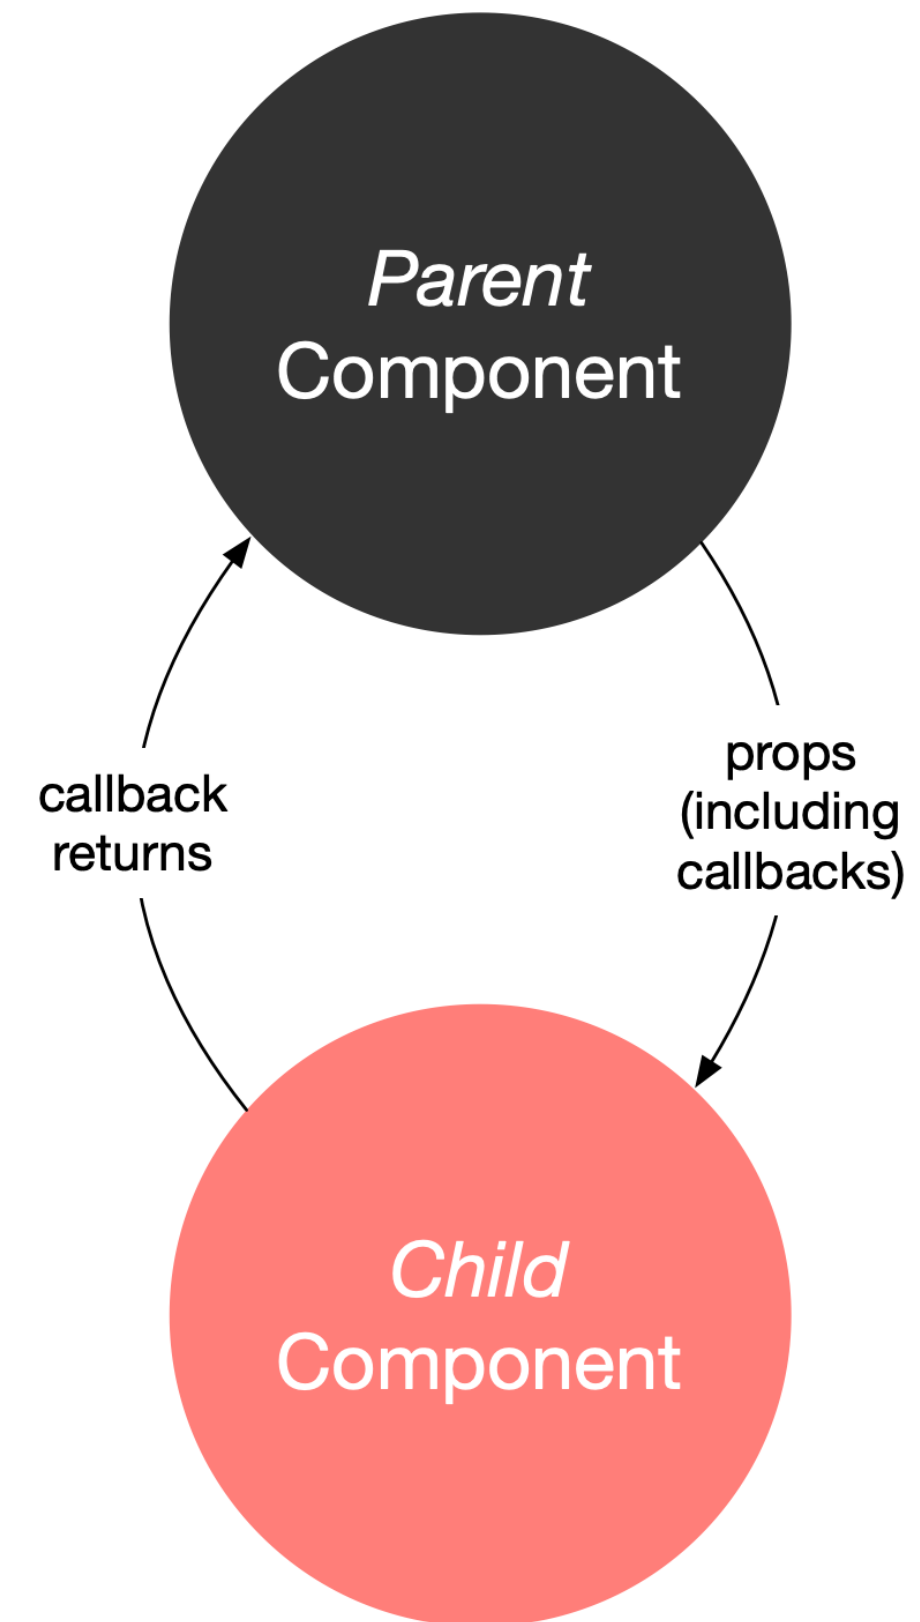 Parent
Component
props
(including
callbacks)
callback
returns
Child
Component